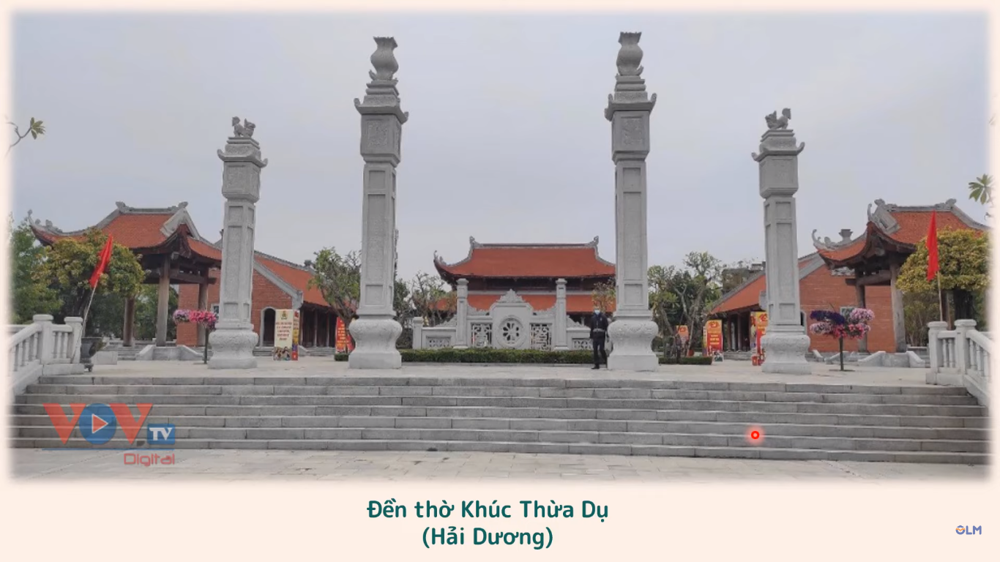 VOV
TV
Digital
Đền thờ Khúc Thừa Dụ
(Hải Dương)
OLM